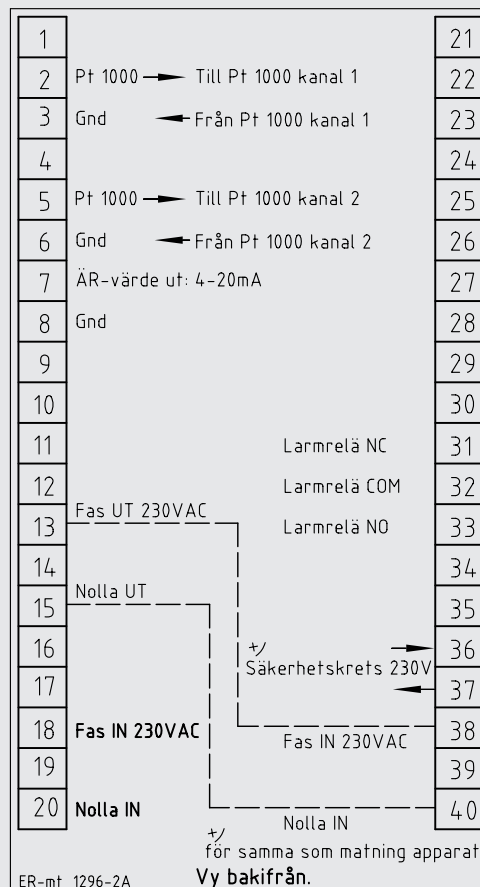 1 21
2 Pt 1000 Till Pt 1000 kanal 1 22
3 Gnd Från Pt 1000 kanal 1 23
4 24
5 Pt 1000 Till Pt 1000 kanal 2 25
6 Gnd Från Pt 1000 kanal 2 26
7 ÄR-värde ut: 4-20mA 27
8 Gnd 28
9 29
10 30
11 Larmrelä NC 31
12 Larmrelä COM 32
Fas UT 230VAC
13 Larmrelä NO 33
14 34
Nolla UT
15 35
16 +/ 36
Säkerhetskrets 230V
17 37
18 Fas IN 230VAC 38
Fas IN 230VAC
19 39
20 Nolla IN 40
Nolla IN
+/
för samma som matning apparat
ER-mt 1296-2A Vy bakifrån.